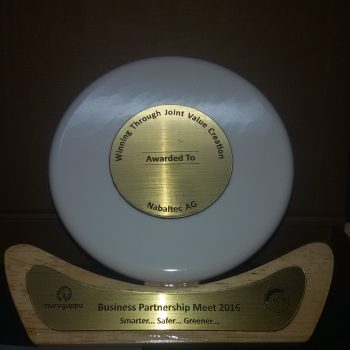 Winning Through Joint Value Creation
Awarded To
Nabaltec AG
murugappa
Business Partnership Meet 2016
Smarter... Safer... Greener...